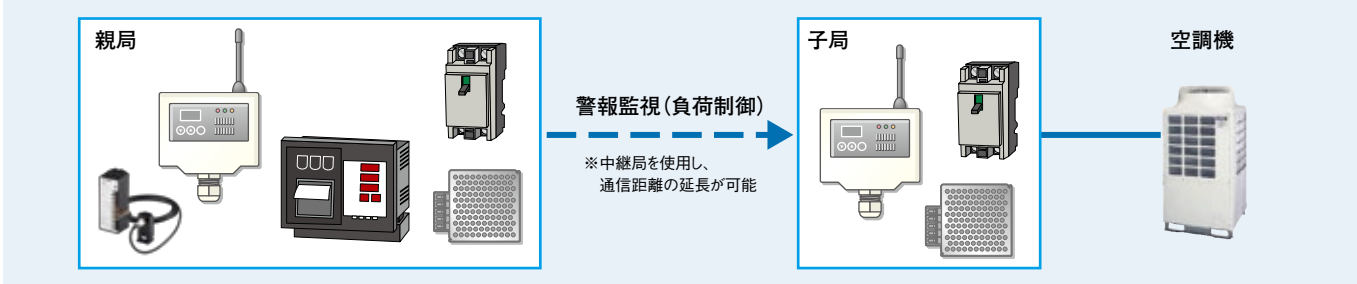 親局
子局
空調機
警報監視（負荷制御）
※中継局を使用し、
通信距離の延長が可能